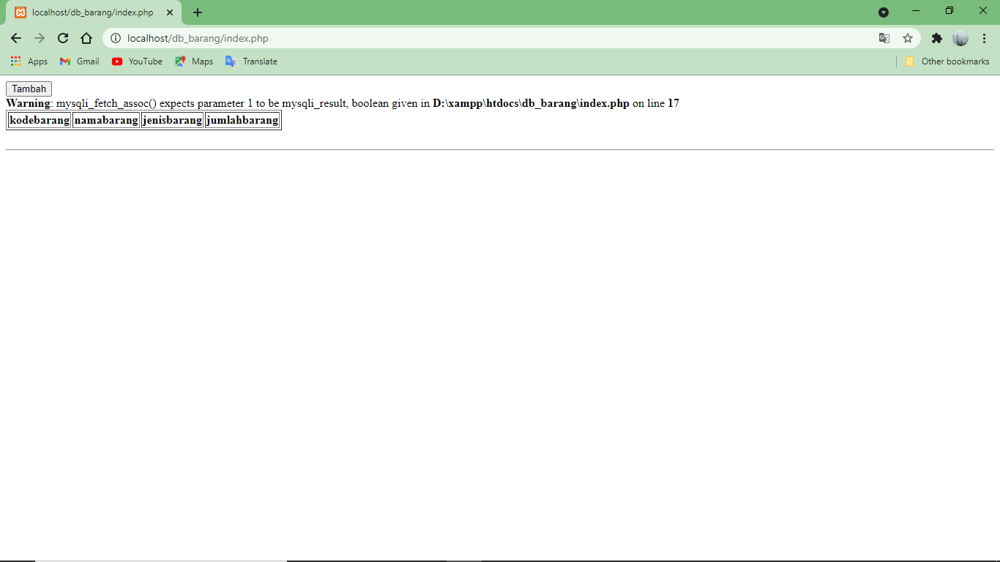 localhost/db_barang/index.php
localhost/db_barang/index.php
Apps Gmail YouTube Maps Translate Other bookmarks
Tambah
Warning: mysqli_fetch_assoc() expects parameter 1 to be mysqli_result, boolean given in D:\xampp\htdocs\db_barang\index.php on line 17
kodebarang namabarang jenisbarang jumlahbarang